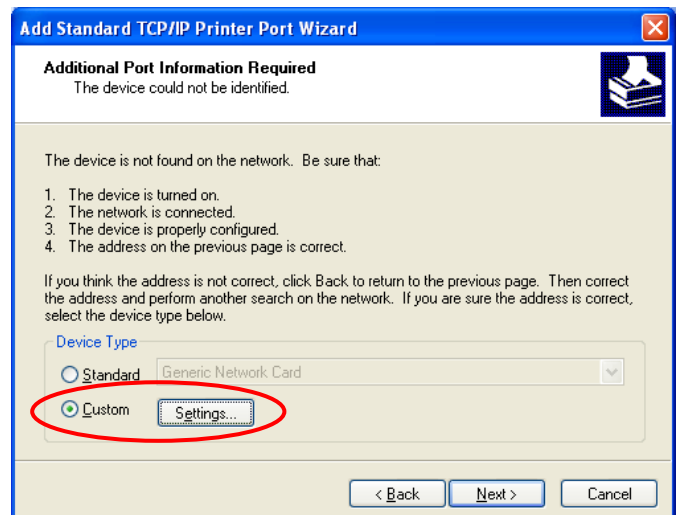 Add Standard TCP/IP Printer Port Wizard
Additional Port Information Required
The device could not be identified.
The device is not found on the network. Be sure that:
1. The device is turned on.
2. The network is connected.
3. The device is properly configured.
4. The address on the previous page is correct.
If you think the address is not correct, click Back to return to the previous page. Then correct
the address and perform another search on the network. If you are sure the address is correct,
select the device type below.
Device Type
Standard Generic Network Card
Custom Settings...
< Back Next > Cancel